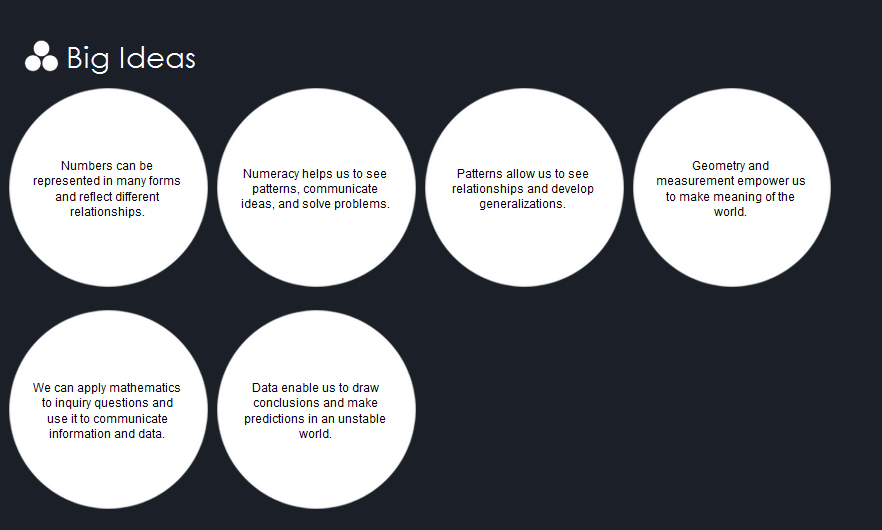 Big Ideas
Numbers can be
represented in many forms
and reflect different
relationships.
Numeracy helps us to see
patterns, communicate
ideas, and solve problems.
Patterns allow us to see
relationships and develop
generalizations.
Geometry and
measurement empower us
to make meaning of the
world.
We can apply mathematics
to inquiry questions and
use it to communicate
information and data.
Data enable us to draw
conclusions and make
predictions in an unstable
world.